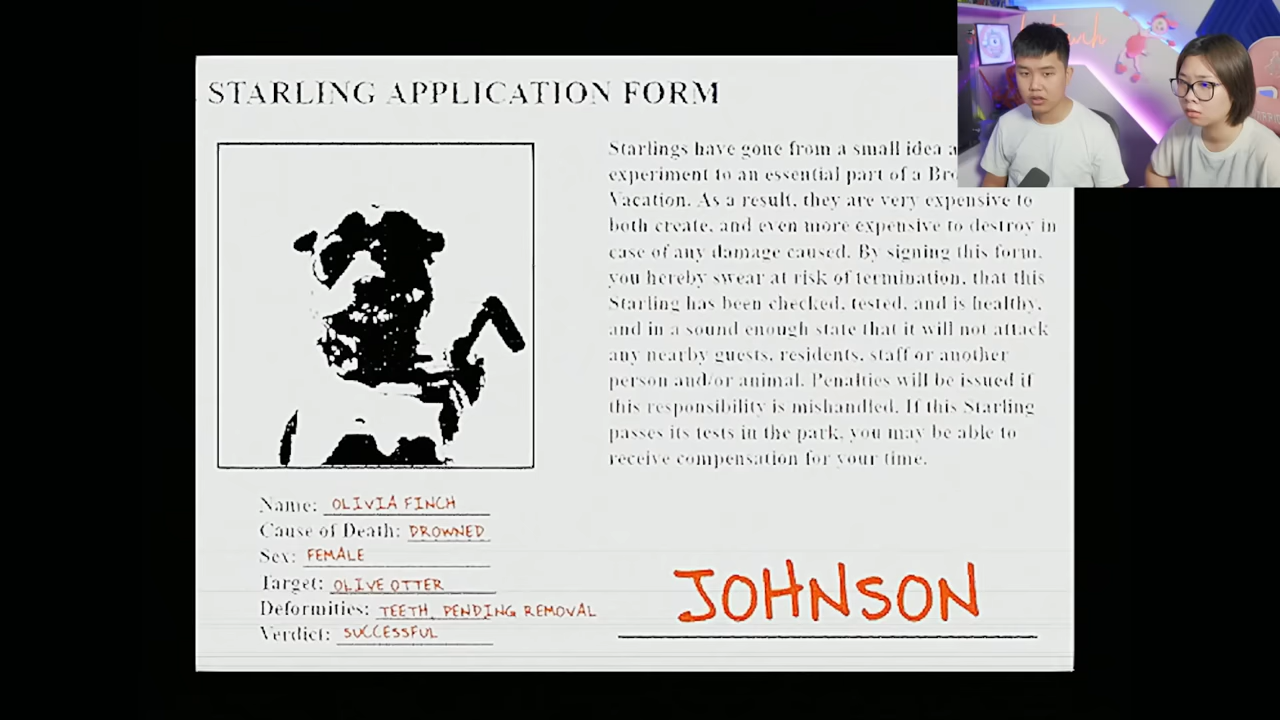 STARLING APPLICATION FORM
Starlings have gone from a small idea
experiment to an essential part of a
Vacation. As a result, they are very expensive to
both create, and even more expensive to destroy in
case of any damage caused. By signing this form,
you hereby swear at risk of termination, that this
Starling has been checked, tested, and is healthy,
and in a sound enough state that it will not attack
any nearby guests, residents, staff or another
person and/or animal. Penalties will be issued if
this responsibility is mishandled. If this Starling
passes its tests in the park, you may be able to
receive compensation for your time.
Name: OLIVIA FINCH
Cause of Death: DROWNED
Sex: FEMALE
Target: OLIVE OTTER
Deformities: TEETH, PENDING REMOVAL
Verdict: SUCCESSFUL
JOHNSON